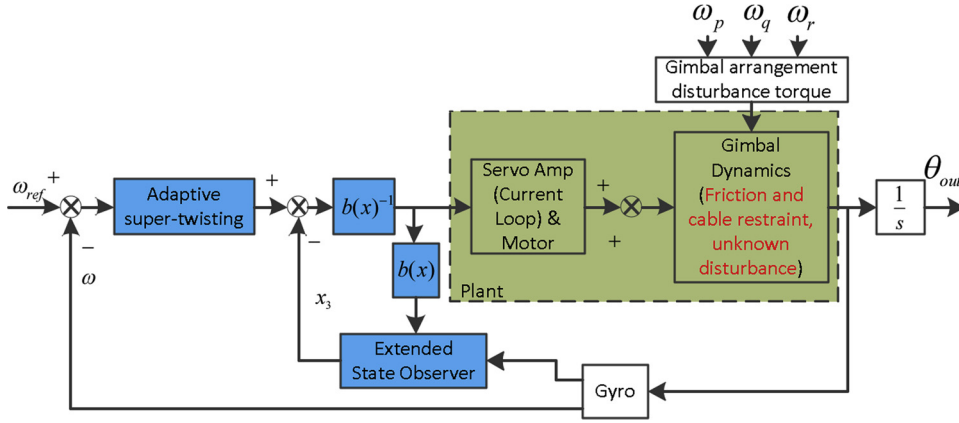 ω_p ω_q ω_r
Gimbal arrangement
disturbance torque
Gimbal
Dynamics
(Friction and
cable restraint,
unknown
disturbance)
Servo Amp
(Current
Loop) &
Motor
+
+
Plant
ω_ref
+
−
ω
Adaptive
super-twisting
+
−
x_3
b(x)^{-1}
b(x)
Extended
State Observer
Gyro
1
s
θ_out